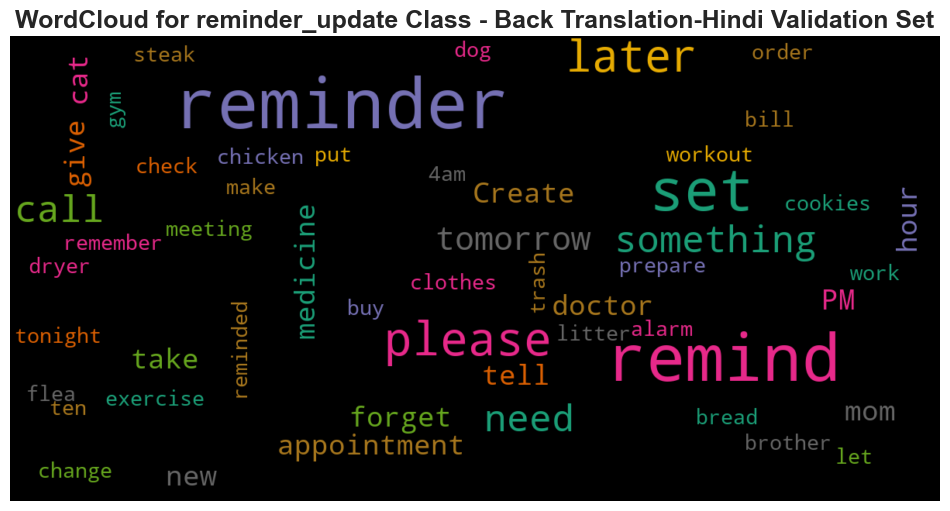 WordCloud for reminder_update Class - Back Translation-Hindi Validation Set
steak
dog
later
order
cat
gym
reminder
bill
give
check
chicken
put
workout
4am
make
Create
set
cookies
hour
call
meeting
medicine
tomorrow
something
remember
dryer
prepare
work
clothes
trash
buy
doctor
PM
tonight
reminded
please
litter
alarm
take
tell
remind
flea
ten
exercise
forget
need
bread
mom
appointment
brother
let
change
new